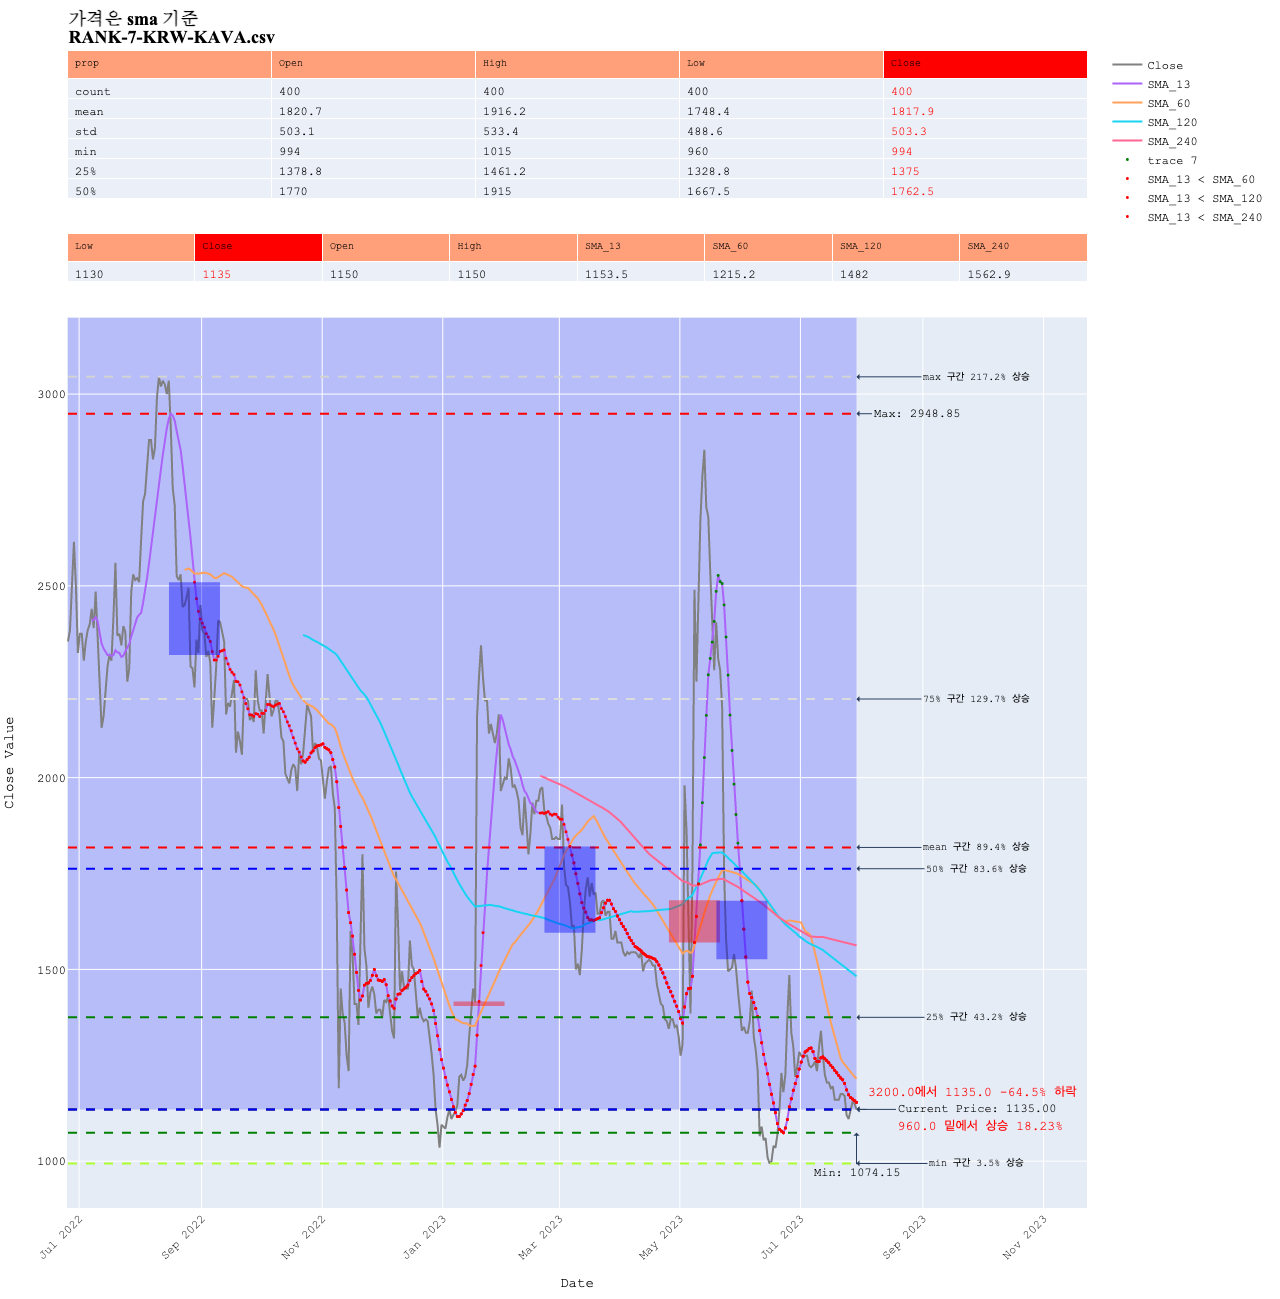 가격은 sma 기준
RANK-7-KRW-KAVA.csv
prop Open High Low Close
count 400 400 400 400
mean 1820.7 1916.2 1748.4 1817.9
std 503.1 533.4 488.6 503.3
min 994 1015 960 994
25% 1378.8 1461.2 1328.8 1375
50% 1770 1915 1667.5 1762.5
Low Close Open High SMA_13 SMA_60 SMA_120 SMA_240
1130 1135 1150 1150 1153.5 1215.2 1482 1562.9
Close
SMA_13
SMA_60
SMA_120
SMA_240
trace 7
SMA_13 < SMA_60
SMA_13 < SMA_120
SMA_13 < SMA_240
max 구간 217.2% 상승
Max: 2948.85
75% 구간 129.7% 상승
mean 구간 89.4% 상승
50% 구간 83.6% 상승
25% 구간 43.2% 상승
3200.0에서 1135.0 -64.5% 하락
Current Price: 1135.00
960.0 밑에서 상승 18.23%
min 구간 3.5% 상승
Min: 1074.15
Close Value
3000
2500
2000
1500
1000
Jul 2022
Sep 2022
Nov 2022
Jan 2023
Mar 2023
May 2023
Jul 2023
Sep 2023
Nov 2023
Date